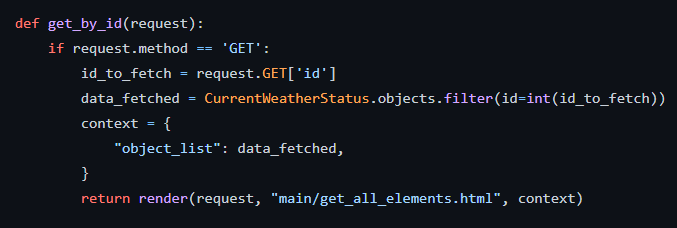 def get_by_id(request):
    if request.method == 'GET':
        id_to_fetch = request.GET['id']
        data_fetched = CurrentWeatherStatus.objects.filter(id=int(id_to_fetch))
        context = {
            "object_list": data_fetched,
        }
        return render(request, "main/get_all_elements.html", context)